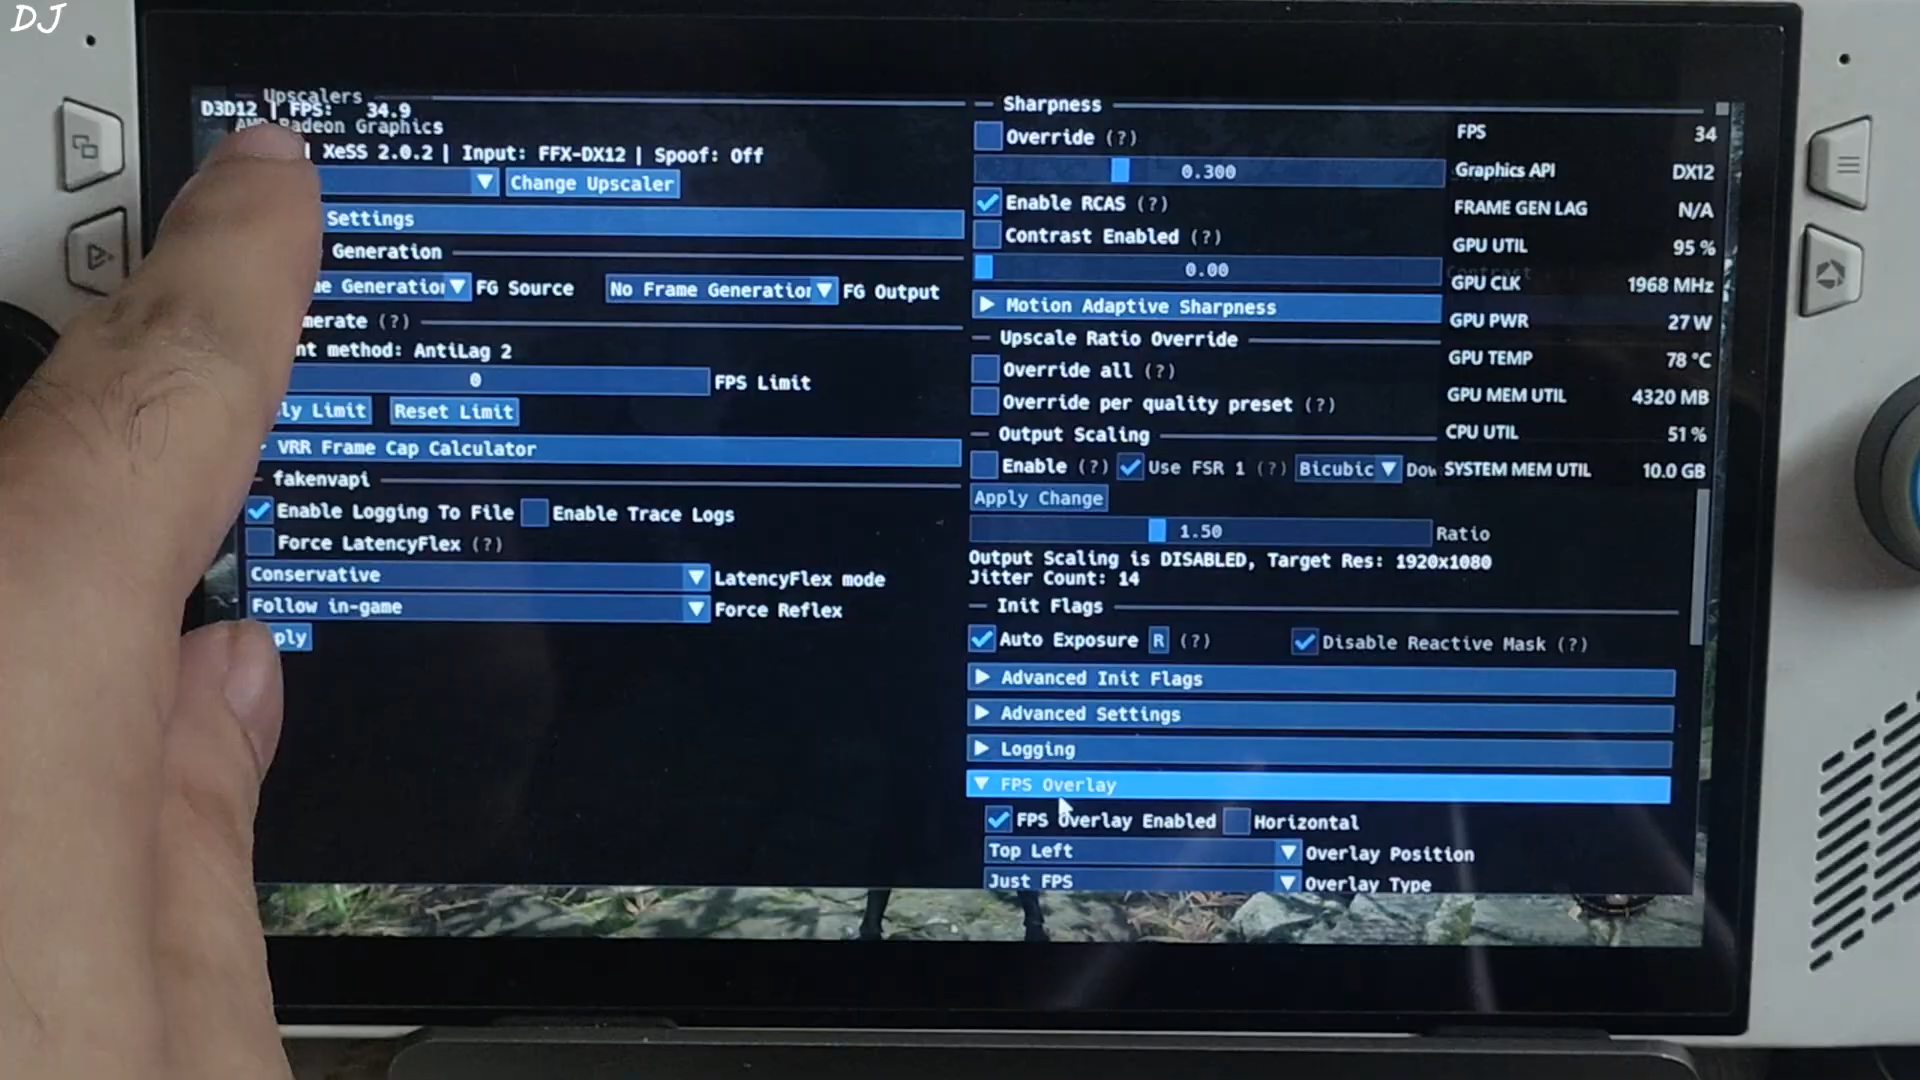 DJ
Upscalers
D3D12 | FPS: 34.9
AMD Radeon Graphics
| XeSS 2.0.2 | Input: FFX-DX12 | Spoof: Off
Change Upscaler
Settings
Generation
FG Source
No Frame Generation FG Output
(?)
method: AntiLag 2
0 FPS Limit
Limit Reset Limit
VRR Frame Cap Calculator
fakenvapi
Enable Logging To File Enable Trace Logs
Force LatencyFlex (?)
Conservative LatencyFlex mode
Follow in-game Force Reflex
Sharpness
Override (?)
0.300
Enable RCAS (?)
Contrast Enabled (?)
0.00
Motion Adaptive Sharpness
Upscale Ratio Override
Override all (?)
Override per quality preset (?)
Output Scaling
Enable (?) Use FSR 1 (?) Bicubic Dow
Apply Change
1.50 Ratio
Output Scaling is DISABLED, Target Res: 1920x1080
Jitter Count: 14
Init Flags
Auto Exposure R (?) Disable Reactive Mask (?)
Advanced Init Flags
Advanced Settings
Logging
FPS Overlay
FPS Overlay Enabled Horizontal
Top Left Overlay Position
Just FPS Overlay Type
FPS 34
Graphics API DX12
FRAME GEN LAG N/A
GPU UTIL 95 %
GPU CLK 1968 MHz
GPU PWR 27 W
GPU TEMP 78 °C
GPU MEM UTIL 4320 MB
CPU UTIL 51 %
SYSTEM MEM UTIL 10.0 GB